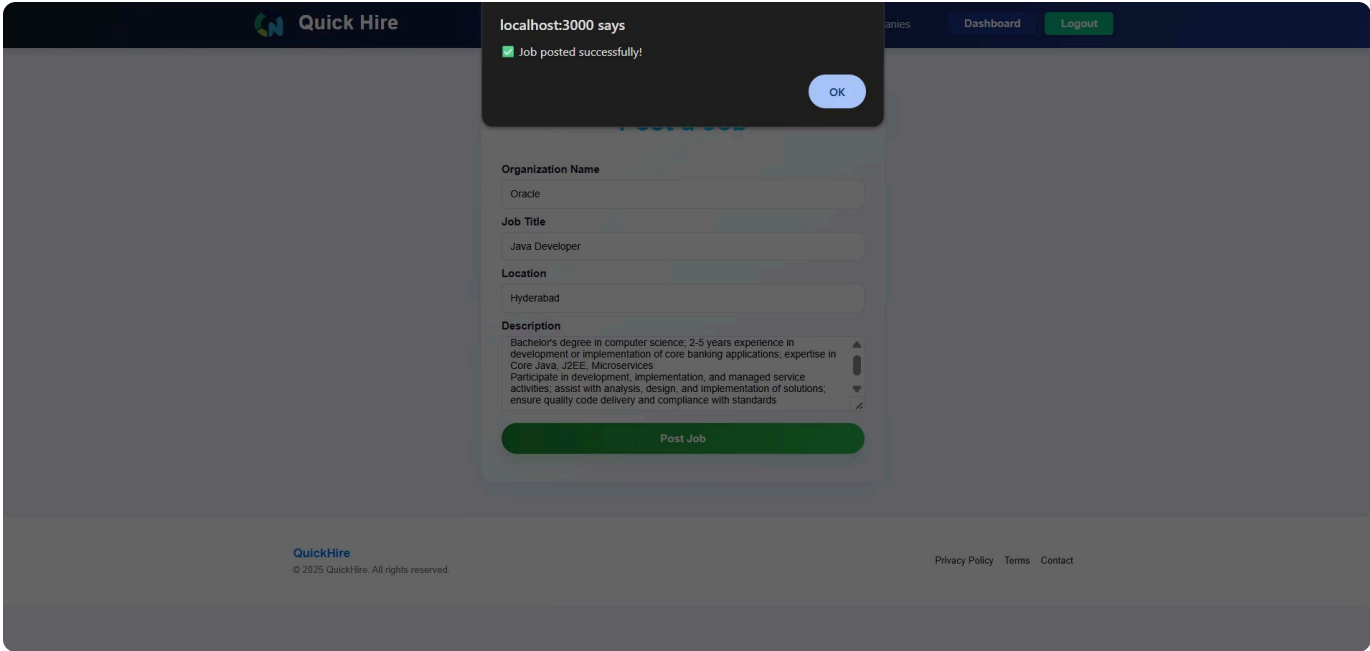 Quick Hire
localhost:3000 says
✅ Job posted successfully!
OK
anies
Dashboard
Logout
Post a Job
Organization Name
Oracle
Job Title
Java Developer
Location
Hyderabad
Description
Bachelor's degree in computer science; 2-5 years experience in
development or implementation of core banking applications; expertise in
Core Java, J2EE, Microservices
Participate in development, implementation, and managed service
activities; assist with analysis, design, and implementation of solutions;
ensure quality code delivery and compliance with standards
Post Job
QuickHire
© 2025 QuickHire. All rights reserved.
Privacy Policy Terms Contact